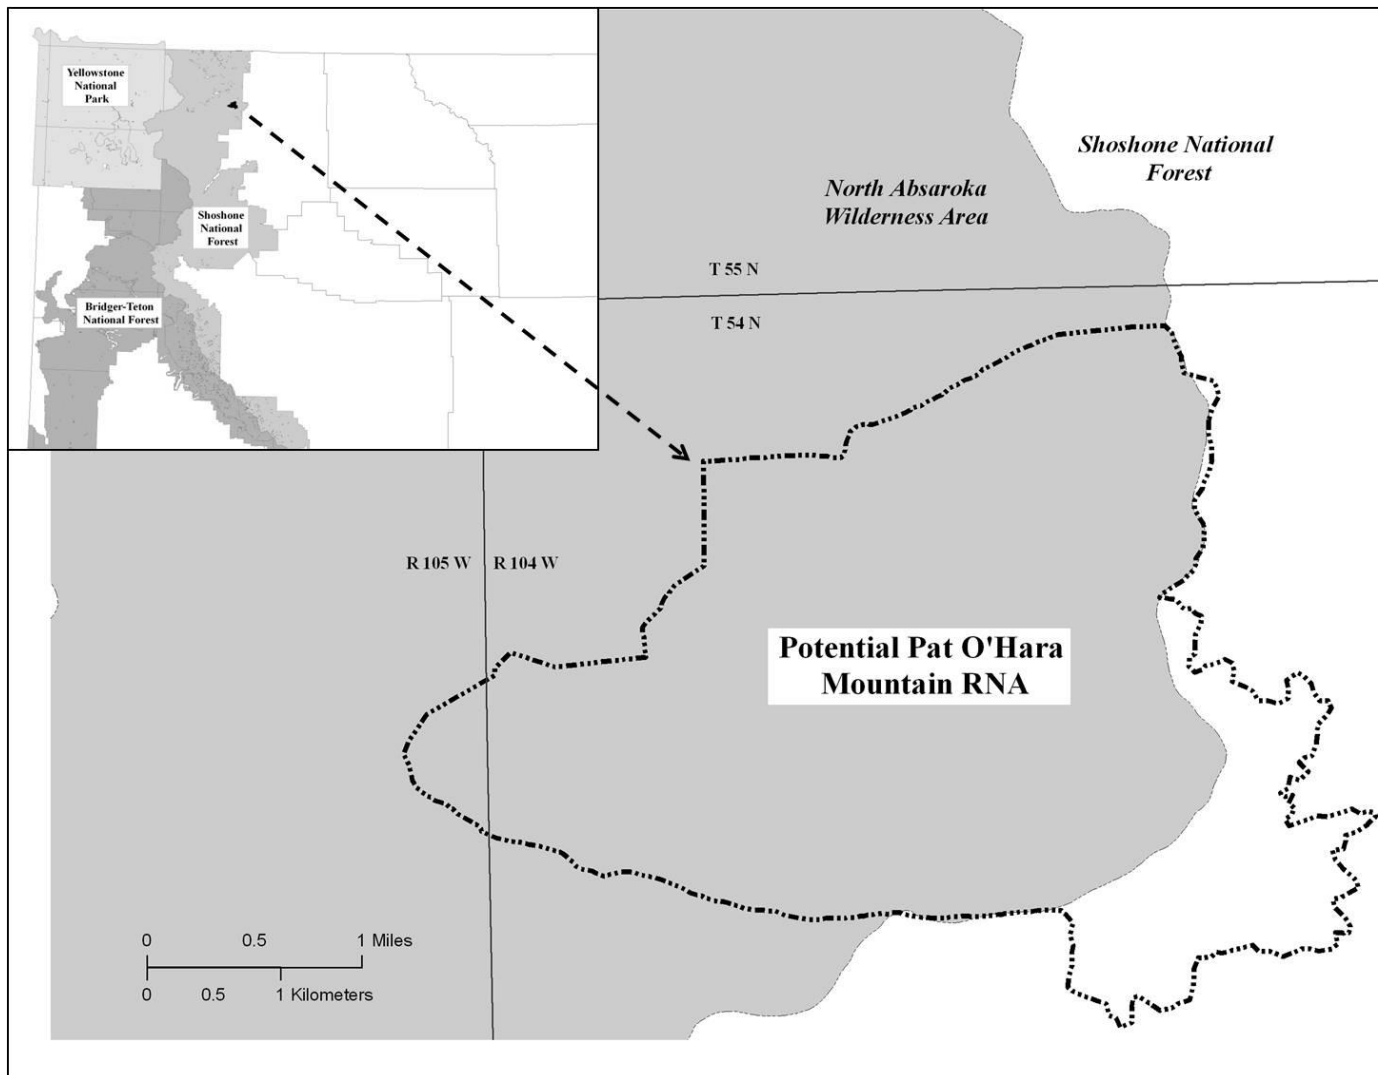 Yellowstone
National
Park
Shoshone
National
Forest
Bridger-Teton
National Forest
Shoshone National
Forest
North Absaroka
Wilderness Area
T 55 N
T 54 N
R 105 W
R 104 W
Potential Pat O'Hara
Mountain RNA
0 0.5 1 Miles
0 0.5 1 Kilometers